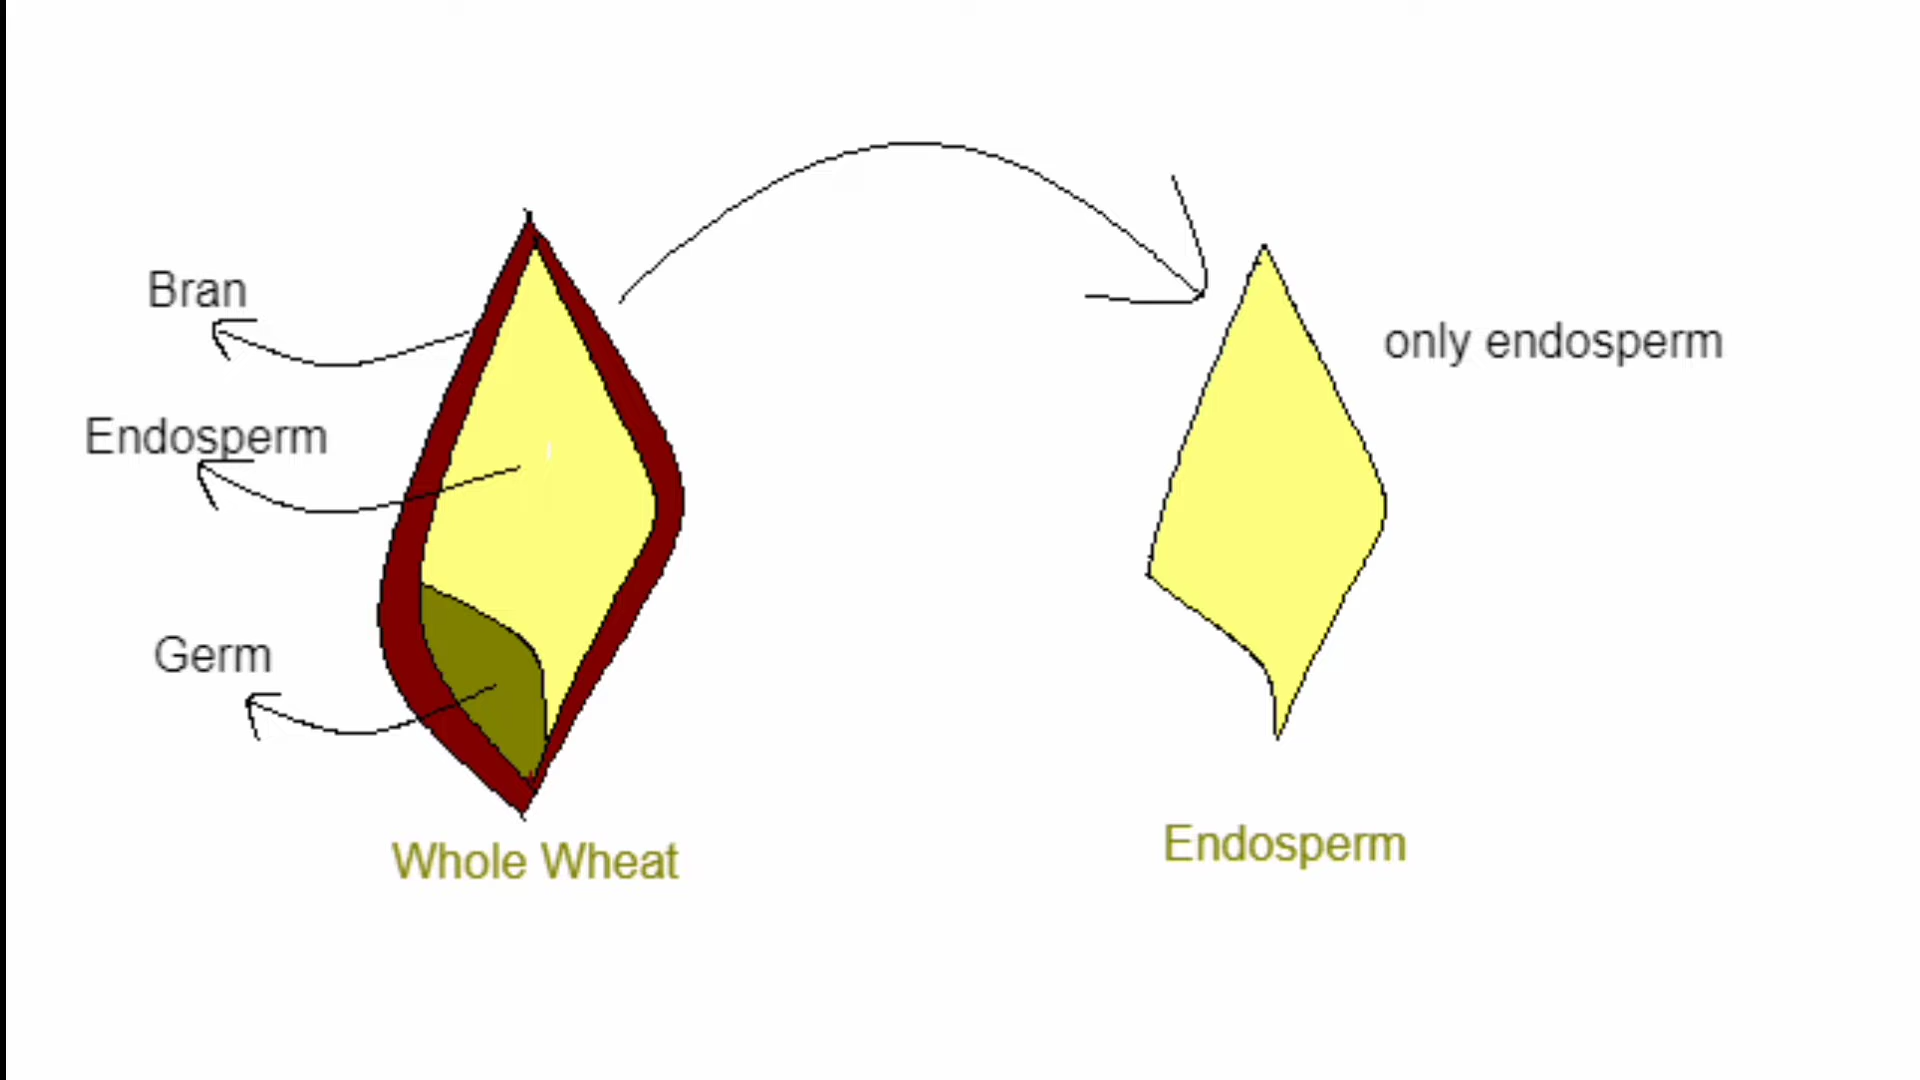 Bran
only endosperm
Endosperm
Germ
Whole Wheat
Endosperm